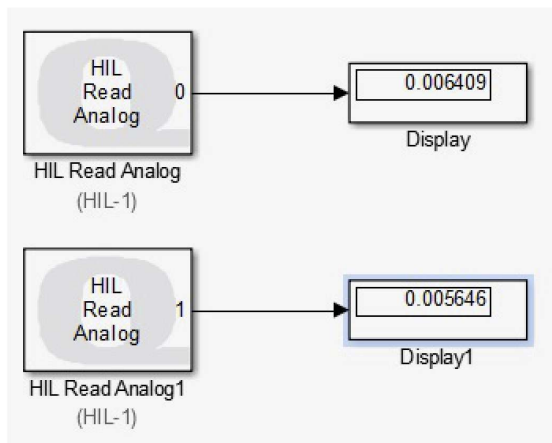 HIL
Read
Analog
0
0.006409
Display
HIL Read Analog
(HIL-1)
HIL
Read
Analog
1
0.005646
Display1
HIL Read Analog1
(HIL-1)